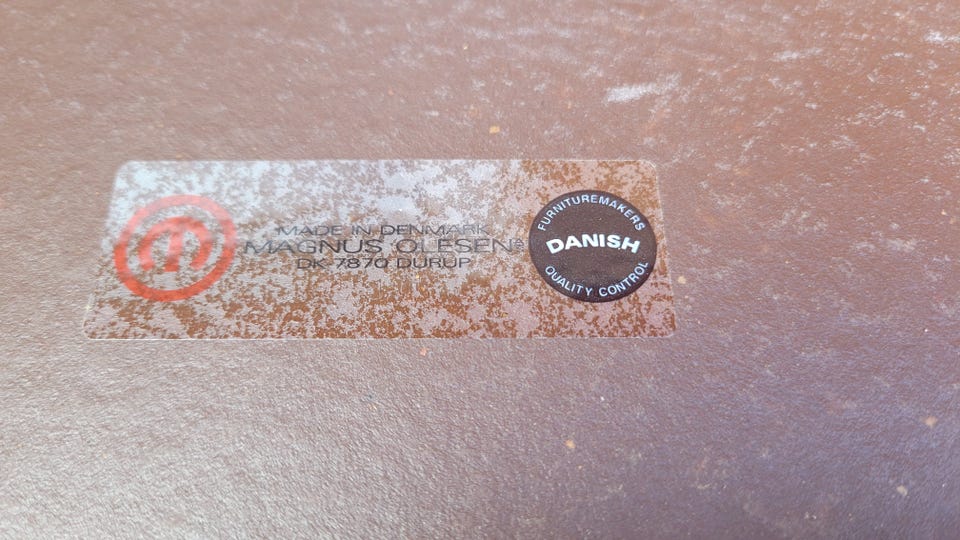 MADE IN DENMARK
MAGNUS OLESEN
DK 7870 DURUP
FURNITUREMAKERS
DANISH
QUALITY CONTROL